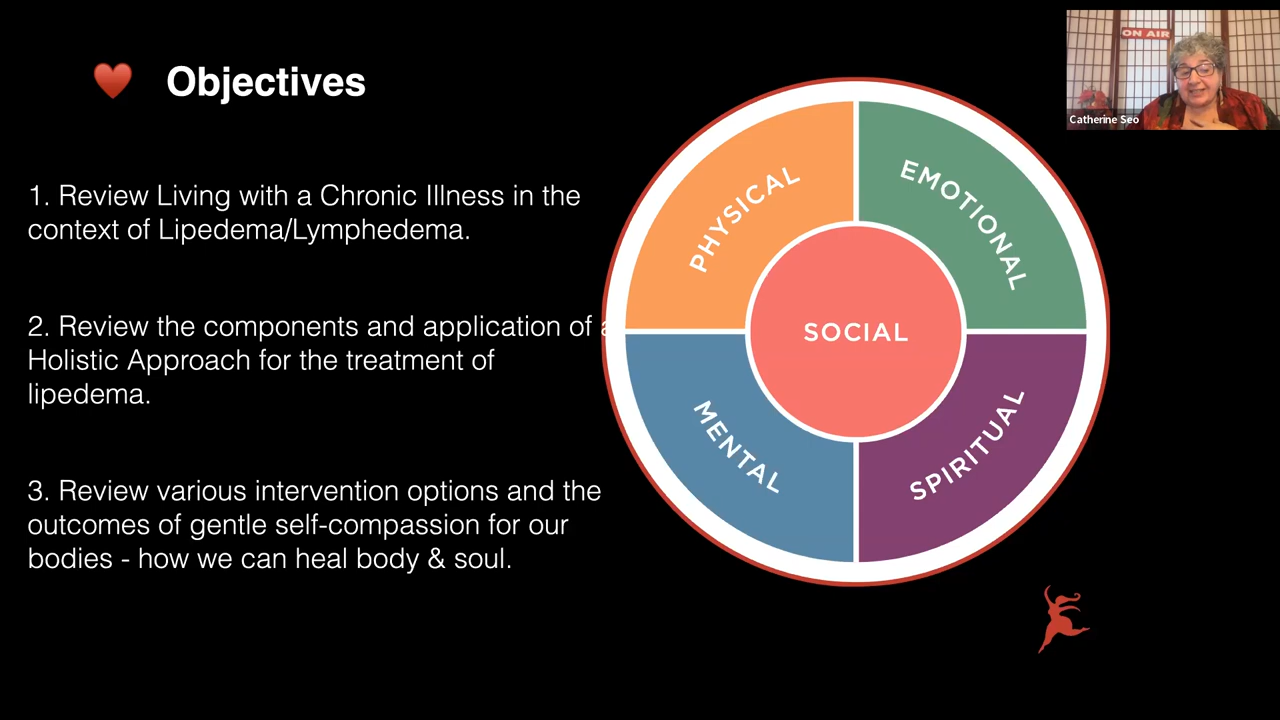 Objectives
1. Review Living with a Chronic Illness in the
context of Lipedema/Lymphedema.
2. Review the components and application of a
Holistic Approach for the treatment of
lipedema.
3. Review various intervention options and the
outcomes of gentle self-compassion for our
bodies - how we can heal body & soul.
PHYSICAL
EMOTIONAL
SOCIAL
MENTAL
SPIRITUAL
ON AIR
Catherine Seo